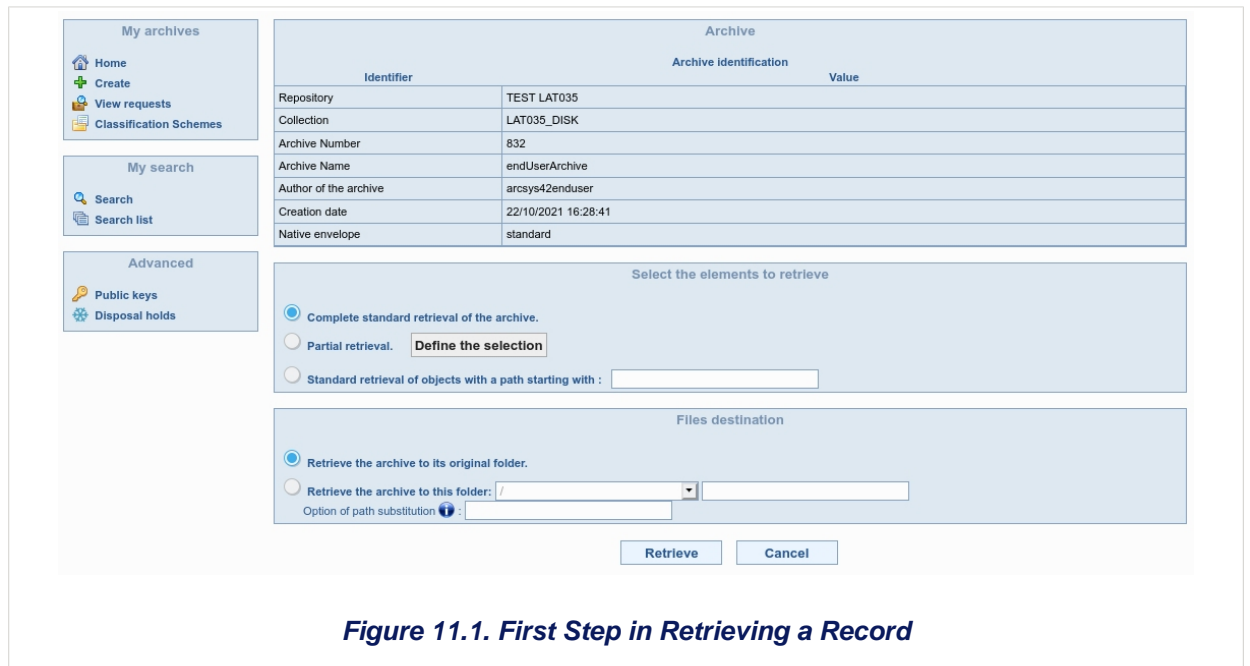 My archives
Home
Create
View requests
Classification Schemes
My search
Search
Search list
Advanced
Public keys
Disposal holds
Archive
Archive identification
Identifier Value
Repository TEST LAT035
Collection LAT035_DISK
Archive Number 832
Archive Name endUserArchive
Author of the archive arcsys42enduser
Creation date 22/10/2021 16:28:41
Native envelope standard
Select the elements to retrieve
Complete standard retrieval of the archive.
Partial retrieval. Define the selection
Standard retrieval of objects with a path starting with :
Files destination
Retrieve the archive to its original folder.
Retrieve the archive to this folder: /
Option of path substitution i :
Retrieve Cancel
Figure 11.1. First Step in Retrieving a Record